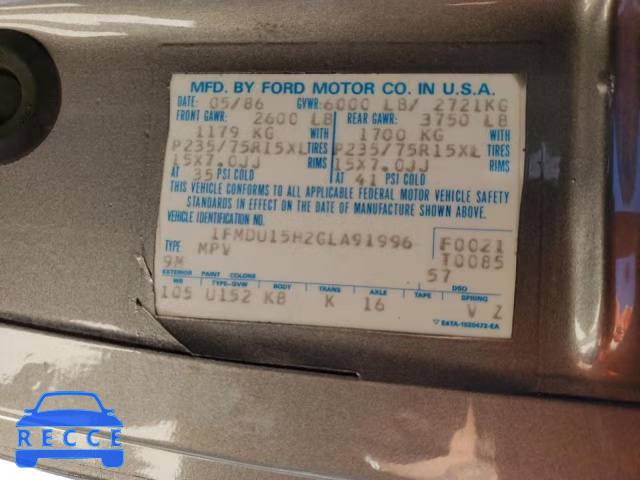 MFD. BY FORD MOTOR CO. IN U.S.A.
DATE: 05/86 GVWR: 6000 LB/ 2721KG
FRONT GAWR: 2600 LB REAR GAWR: 3750 LB
1179 KG WITH 1700 KG WITH
P235/75R15XL TIRES P235/75R15XL TIRES
15X7.0JJ RIMS 15X7.0JJ RIMS
AT 35 PSI COLD AT 41 PSI COLD
THIS VEHICLE CONFORMS TO ALL APPLICABLE FEDERAL MOTOR VEHICLE SAFETY
STANDARDS IN EFFECT ON THE DATE OF MANUFACTURE SHOWN ABOVE.
VEHICLE IDENTIFICATION NO.: 1FMDU15H2GLA91996 F0021
TYPE MPV T0085
9M 57
EXTERIOR PAINT COLORS DSO
WB TYPE-GVW BODY TRANS AXLE TAPE SPRING
105 U152 KB K 16 V Z
E4TA-1520472-EA
RECCE